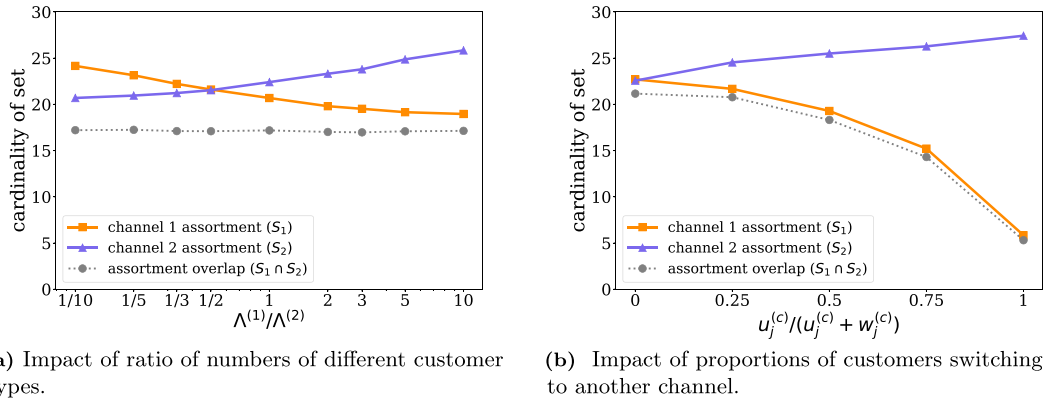 cardinality of set
30
25
20
15
10
5
0
channel 1 assortment (S₁)
channel 2 assortment (S₂)
assortment overlap (S₁ ∩ S₂)
1/10 1/5 1/3 1/2 1 2 3 5 10
Λ⁽¹⁾/Λ⁽²⁾
cardinality of set
30
25
20
15
10
5
0
channel 1 assortment (S₁)
channel 2 assortment (S₂)
assortment overlap (S₁ ∩ S₂)
0 0.25 0.5 0.75 1
u_j^{(c)}/(u_j^{(c)} + w_j^{(c)})
) Impact of ratio of numbers of different customer
ypes.
(b) Impact of proportions of customers switching
to another channel.